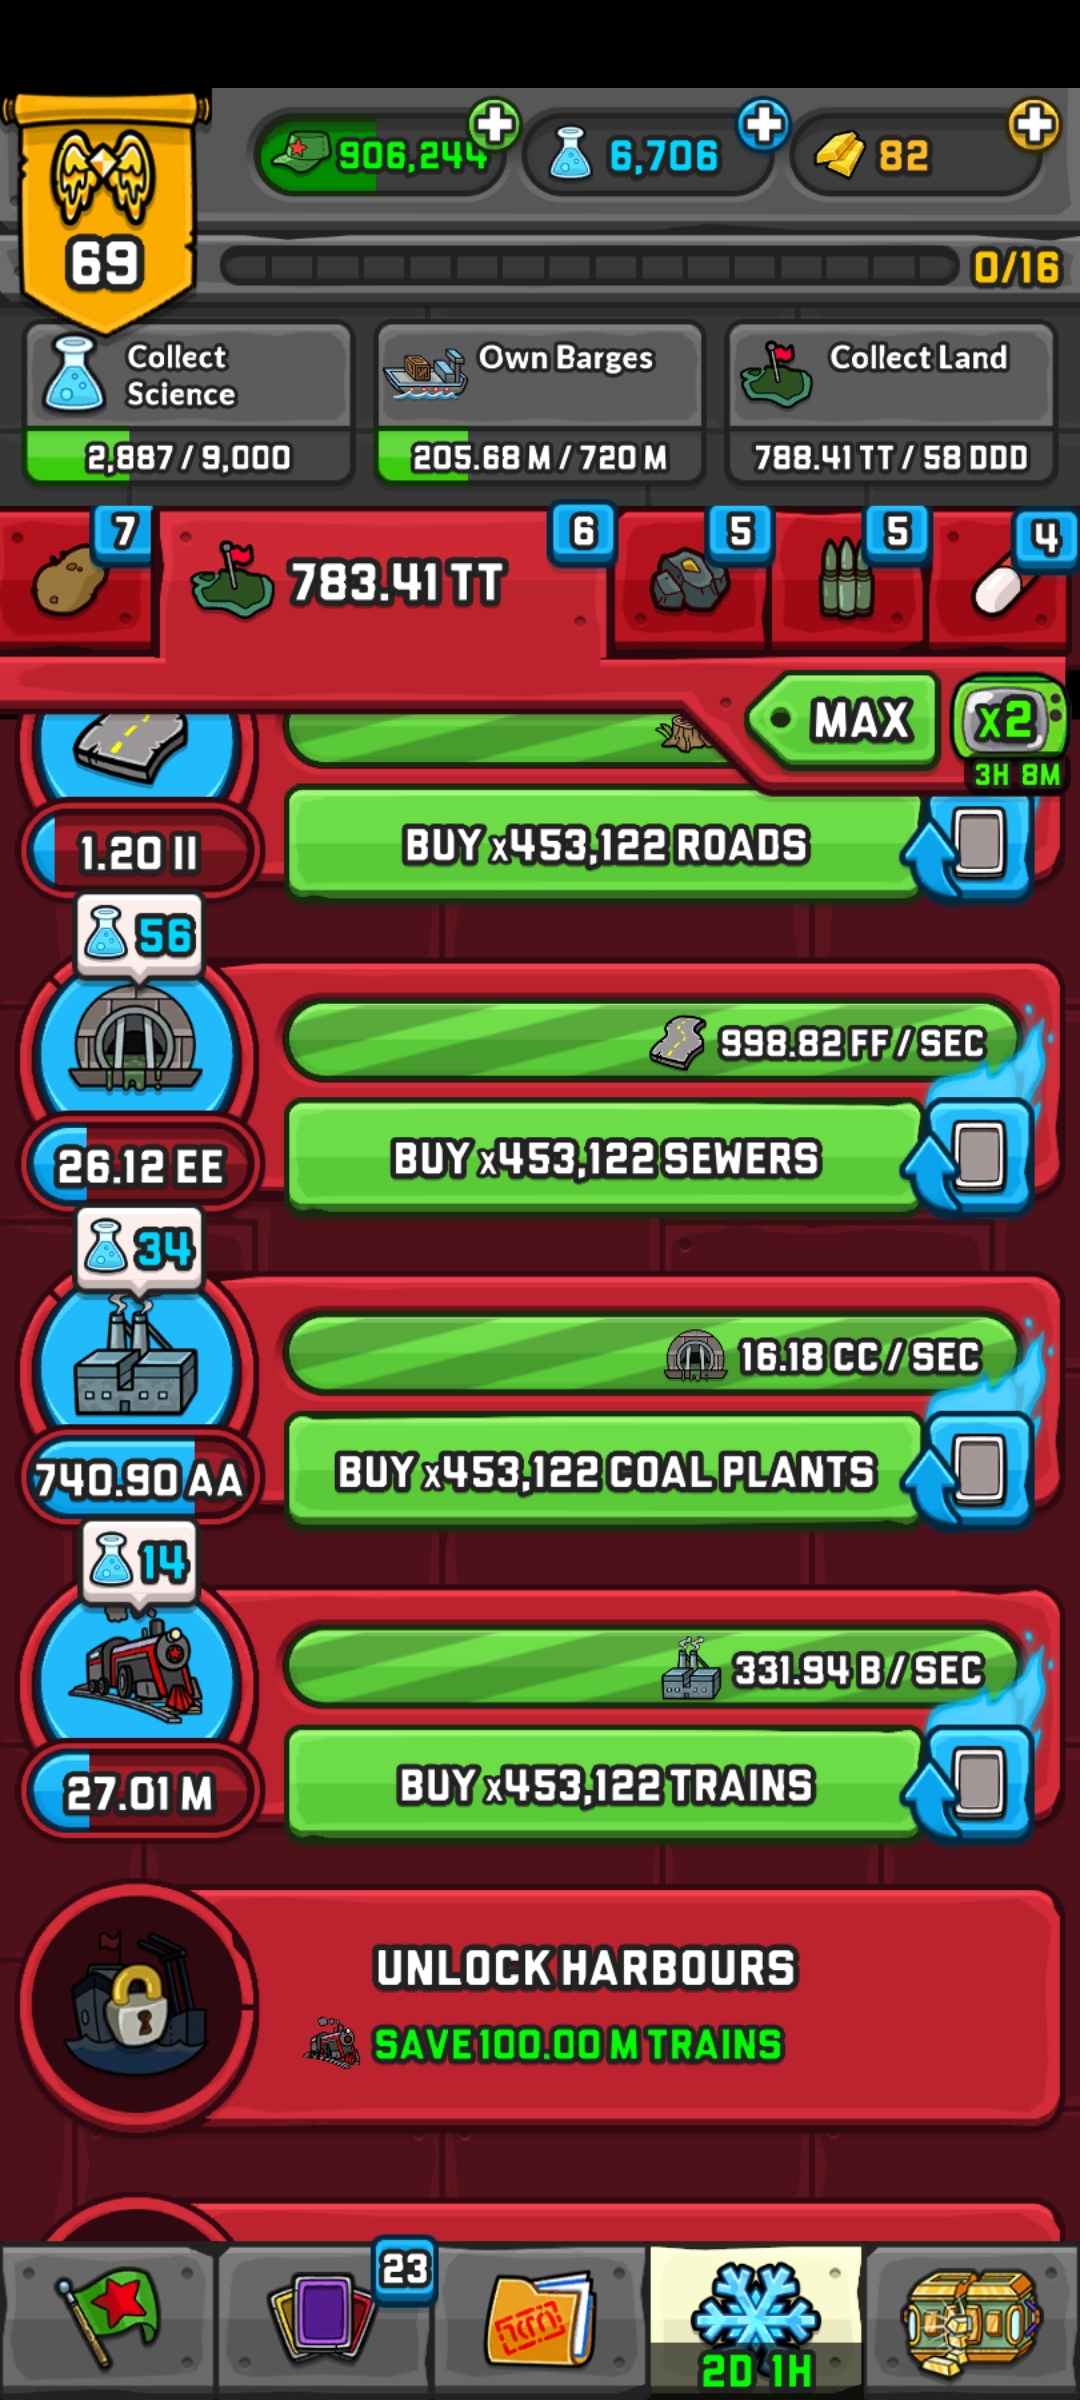 906,244
6,706
82
69
0/16
Collect
Science
2,887 / 9,000
Own Barges
205.68 M / 720 M
Collect Land
788.41 TT / 58 DDD
7
783.41 TT
6
5
5
4
MAX
x2
3H 8M
1.20 II
BUY x453,122 ROADS
56
998.82 FF / SEC
26.12 EE
BUY x453,122 SEWERS
34
16.18 CC / SEC
740.90 AA
BUY x453,122 COAL PLANTS
14
331.94 B / SEC
27.01 M
BUY x453,122 TRAINS
UNLOCK HARBOURS
SAVE 100.00 M TRAINS
23
2D 1H